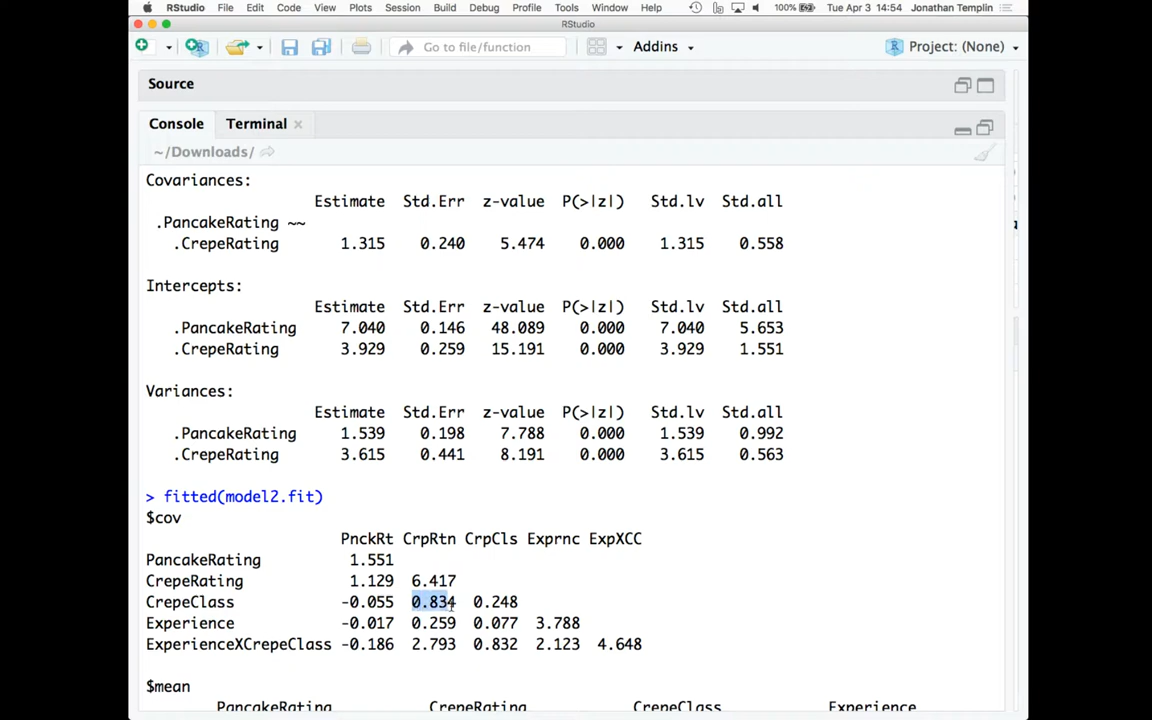 RStudio File Edit Code View Plots Session Build Debug Profile Tools Window Help 100% Tue Apr 3 14:54 Jonathan Templin
RStudio
Go to file/function Addins Project: (None)
Source
Console Terminal
~/Downloads/
Covariances:
Estimate Std.Err z-value P(>|z|) Std.lv Std.all
.PancakeRating ~~
.CrepeRating 1.315 0.240 5.474 0.000 1.315 0.558
Intercepts:
Estimate Std.Err z-value P(>|z|) Std.lv Std.all
.PancakeRating 7.040 0.146 48.089 0.000 7.040 5.653
.CrepeRating 3.929 0.259 15.191 0.000 3.929 1.551
Variances:
Estimate Std.Err z-value P(>|z|) Std.lv Std.all
.PancakeRating 1.539 0.198 7.788 0.000 1.539 0.992
.CrepeRating 3.615 0.441 8.191 0.000 3.615 0.563
> fitted(model2.fit)
$cov
PnckRt CrpRtn CrpCls Exprnc ExpXCC
PancakeRating 1.551
CrepeRating 1.129 6.417
CrepeClass -0.055 0.834 0.248
Experience -0.017 0.259 0.077 3.788
ExperienceXCrepeClass -0.186 2.793 0.832 2.123 4.648
$mean
PancakeRating CrepeRating CrepeClass Experience